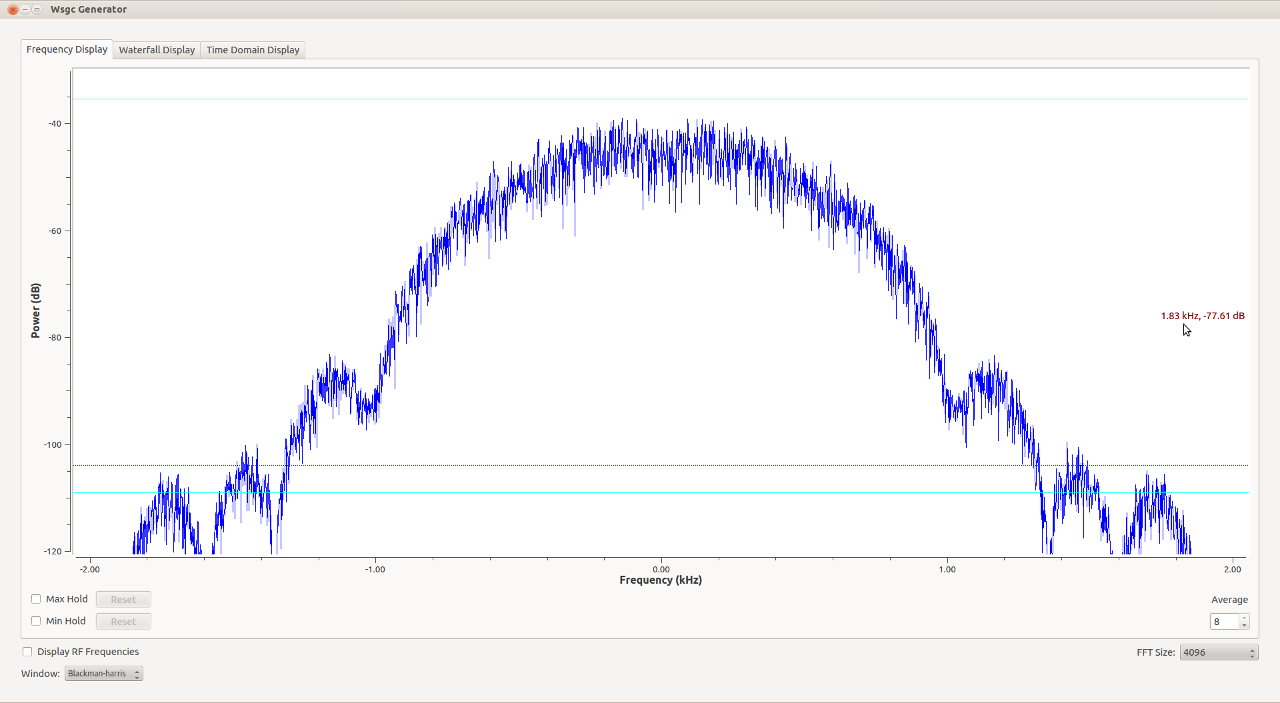 Wsgc Generator
Frequency Display Waterfall Display Time Domain Display
-40
-60
-80
-100
-120
Power (dB)
1.83 kHz, -77.61 dB
-2.00 -1.00 0.00 1.00 2.00
Frequency (kHz)
Max Hold Reset Average
Min Hold Reset 8
Display RF Frequencies FFT Size: 4096
Window: Blackman-harris